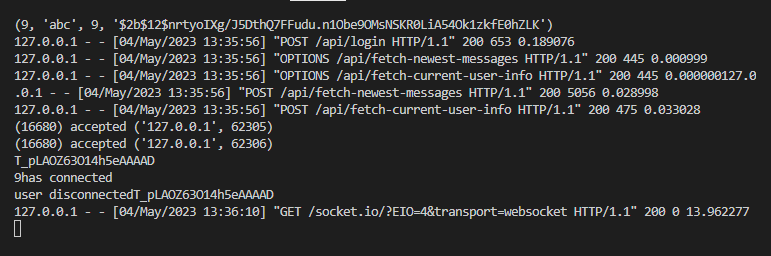 (9, 'abc', 9, '$2b$12$nrtyoIXg/J5DthQ7FFudu.n1Obe9OMsNSKR0LiA54Ok1zkfE0hZLK')
127.0.0.1 - - [04/May/2023 13:35:56] "POST /api/login HTTP/1.1" 200 653 0.189076
127.0.0.1 - - [04/May/2023 13:35:56] "OPTIONS /api/fetch-newest-messages HTTP/1.1" 200 445 0.000999
127.0.0.1 - - [04/May/2023 13:35:56] "OPTIONS /api/fetch-current-user-info HTTP/1.1" 200 445 0.000000127.0
.0.1 - - [04/May/2023 13:35:56] "POST /api/fetch-newest-messages HTTP/1.1" 200 5056 0.028998
127.0.0.1 - - [04/May/2023 13:35:56] "POST /api/fetch-current-user-info HTTP/1.1" 200 475 0.033028
(16680) accepted ('127.0.0.1', 62305)
(16680) accepted ('127.0.0.1', 62306)
T_pLAOZ63O14h5eAAAAD
9has connected
user disconnectedT_pLAOZ63O14h5eAAAAD
127.0.0.1 - - [04/May/2023 13:36:10] "GET /socket.io/?EIO=4&transport=websocket HTTP/1.1" 200 0 13.962277